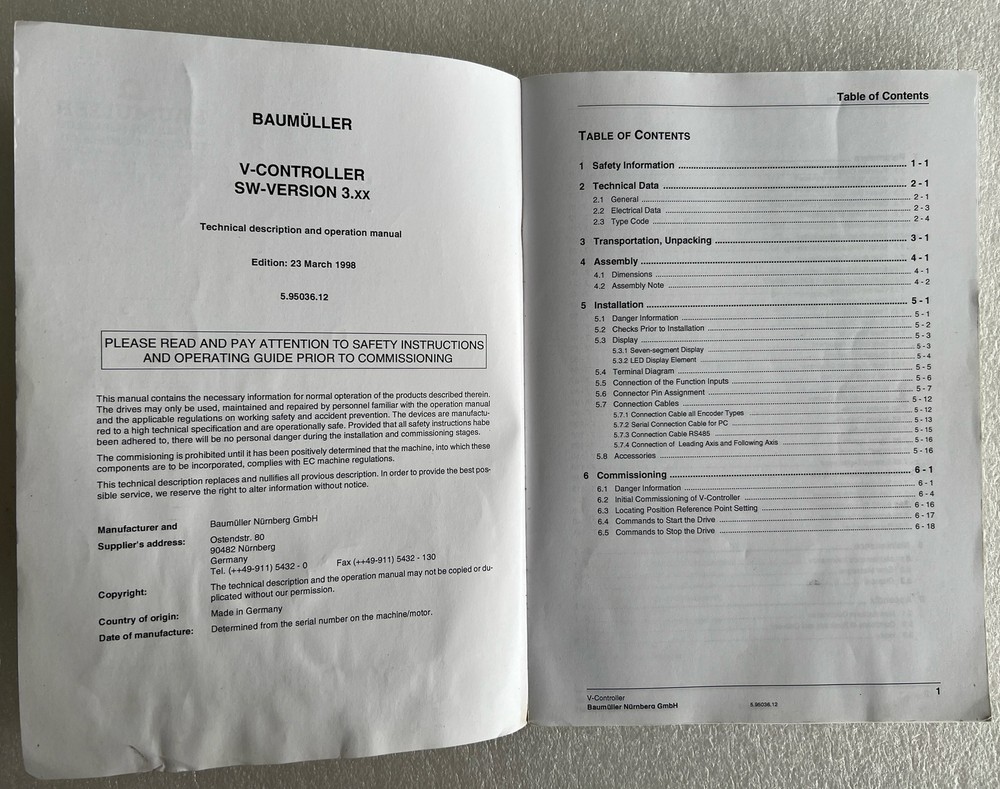 BAUMÜLLER
V-CONTROLLER
SW-VERSION 3.xx
Technical description and operation manual
Edition: 23 March 1998
5.95036.12
PLEASE READ AND PAY ATTENTION TO SAFETY INSTRUCTIONS
AND OPERATING GUIDE PRIOR TO COMMISSIONING
This manual contains the necessary information for normal optertion of the products described therein.
The drives may only be used, maintained and repaired by personnel familiar with the operation manual
and the applicable regulations on working safety and accident prevention. The devices are manufactu-
red to a high technical specification and are operationally safe. Provided that all safety instructions habe
been adhered to, there will be no personal danger during the installation and commissioning stages.
The commisioning is prohibited until it has been positively determined that the machine, into which these
components are to be incorporated, complies with EC machine regulations.
This technical description replaces and nullifies all provious description. In order to provide the best pos-
sible service, we reserve the right to alter information without notice.
Manufacturer and Baumüller Nürnberg GmbH
Supplier's address: Ostendstr. 80
90482 Nürnberg
Germany
Tel. (++49-911) 5432 - 0 Fax (++49-911) 5432 - 130
Copyright: The technical description and the operation manual may not be copied or du-
plicated without our permission.
Country of origin: Made in Germany
Date of manufacture: Determined from the serial number on the machine/motor.
Table of Contents
TABLE OF CONTENTS
1 Safety Information 1 - 1
2 Technical Data 2 - 1
2.1 General 2 - 1
2.2 Electrical Data 2 - 3
2.3 Type Code 2 - 4
3 Transportation, Unpacking 3 - 1
4 Assembly 4 - 1
4.1 Dimensions 4 - 1
4.2 Assembly Note 4 - 2
5 Installation 5 - 1
5.1 Danger Information 5 - 1
5.2 Checks Prior to Installation 5 - 2
5.3 Display 5 - 3
5.3.1 Seven-segment Display 5 - 3
5.3.2 LED Display Element 5 - 4
5.4 Terminal Diagram 5 - 5
5.5 Connection of the Function Inputs 5 - 6
5.6 Connector Pin Assignment 5 - 7
5.7 Connection Cables 5 - 12
5.7.1 Connection Cable all Encoder Types 5 - 12
5.7.2 Serial Connection Cable for PC 5 - 13
5.7.3 Connection Cable RS485 5 - 15
5.7.4 Connection of Leading Axis and Following Axis 5 - 16
5.8 Accessories 5 - 16
6 Commissioning 6 - 1
6.1 Danger Information 6 - 1
6.2 Initial Commissioning of V-Controller 6 - 4
6.3 Locating Position Reference Point Setting 6 - 16
6.4 Commands to Start the Drive 6 - 17
6.5 Commands to Stop the Drive 6 - 18
V-Controller 1
Baumüller Nürnberg GmbH 5.95036.12